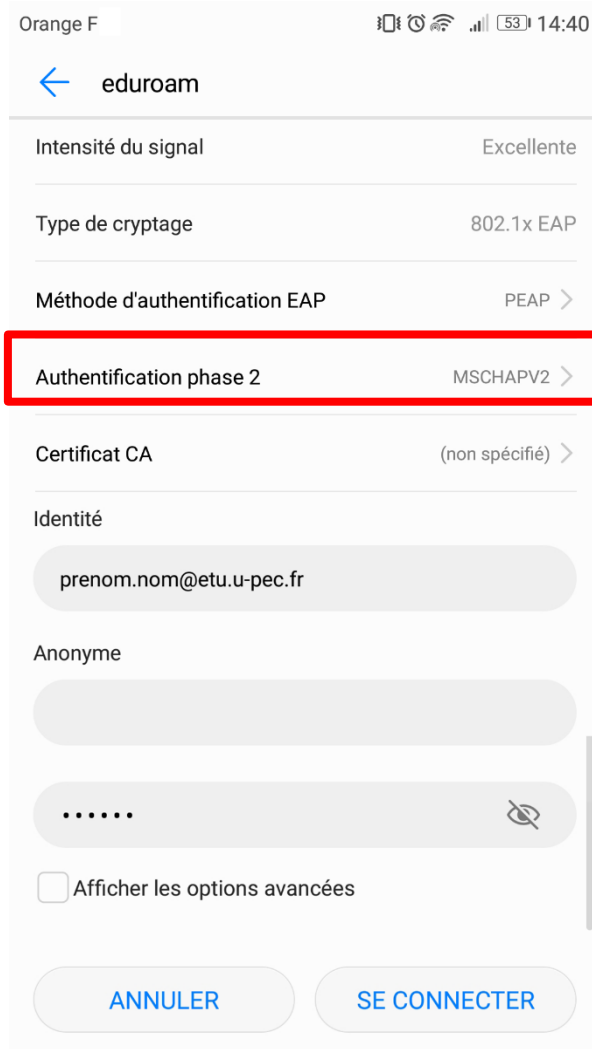 Orange F 53 14:40
eduroam
Intensité du signal Excellente
Type de cryptage 802.1x EAP
Méthode d'authentification EAP PEAP
Authentification phase 2 MSCHAPV2
Certificat CA (non spécifié)
Identité
prenom.nom@etu.u-pec.fr
Anonyme
••••••
Afficher les options avancées
ANNULER SE CONNECTER